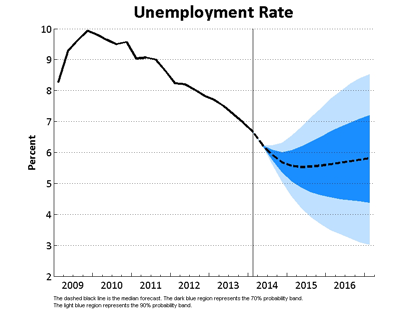 Unemployment Rate
10
9
8
7
6
5
4
3
2
Percent
2009 2010 2011 2012 2013 2014 2015 2016
The dashed black line is the median forecast. The dark blue region represents the 70% probability band.
The light blue region represents the 90% probability band.